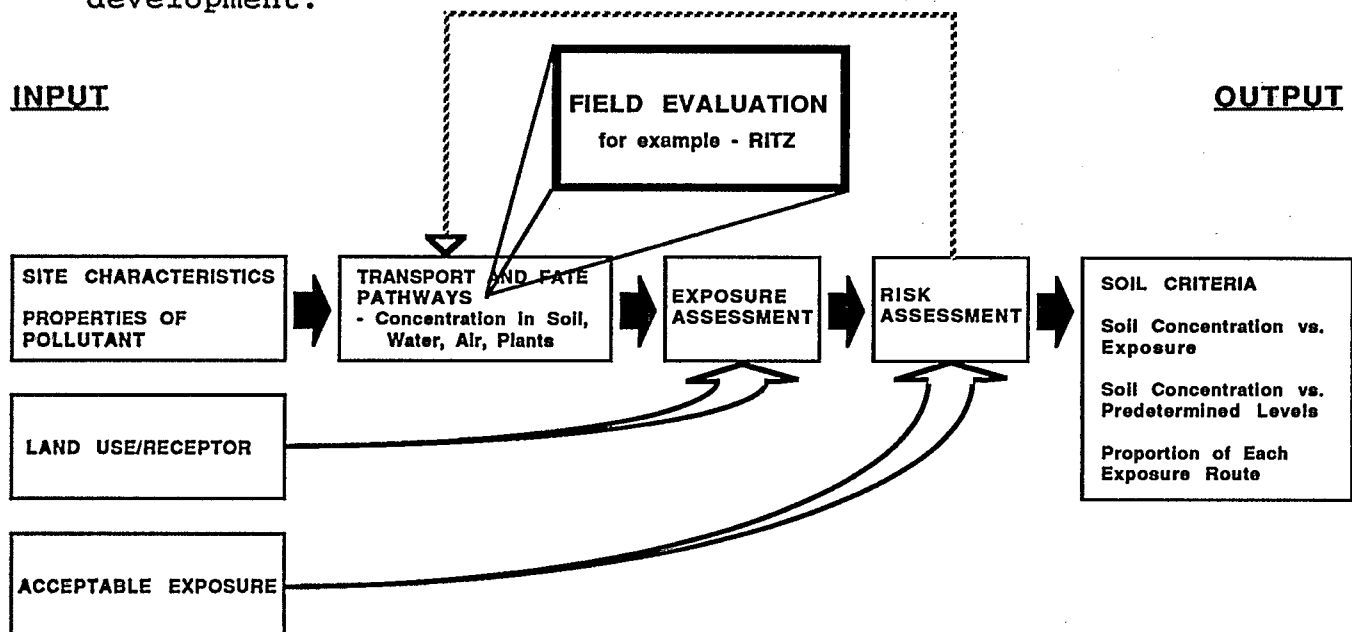 development.
INPUT
FIELD EVALUATION
for example - RITZ
OUTPUT
SITE CHARACTERISTICS
PROPERTIES OF
POLLUTANT
TRANSPORT AND FATE
PATHWAYS
- Concentration in Soil,
Water, Air, Plants
EXPOSURE
ASSESSMENT
RISK
ASSESSMENT
SOIL CRITERIA
Soil Concentration vs.
Exposure
Soil Concentration vs.
Predetermined Levels
Proportion of Each
Exposure Route
LAND USE/RECEPTOR
ACCEPTABLE EXPOSURE